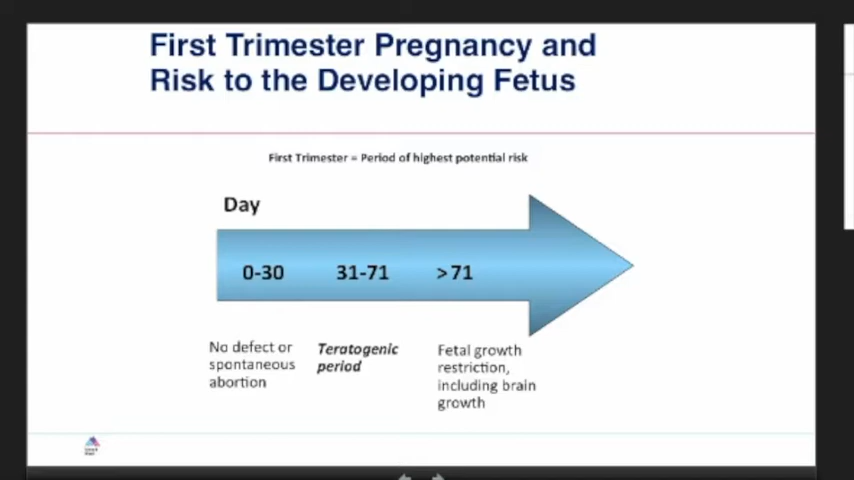 First Trimester Pregnancy and
Risk to the Developing Fetus
First Trimester = Period of highest potential risk
Day
0-30 31-71 >71
No defect or
spontaneous
abortion
Teratogenic
period
Fetal growth
restriction,
including brain
growth